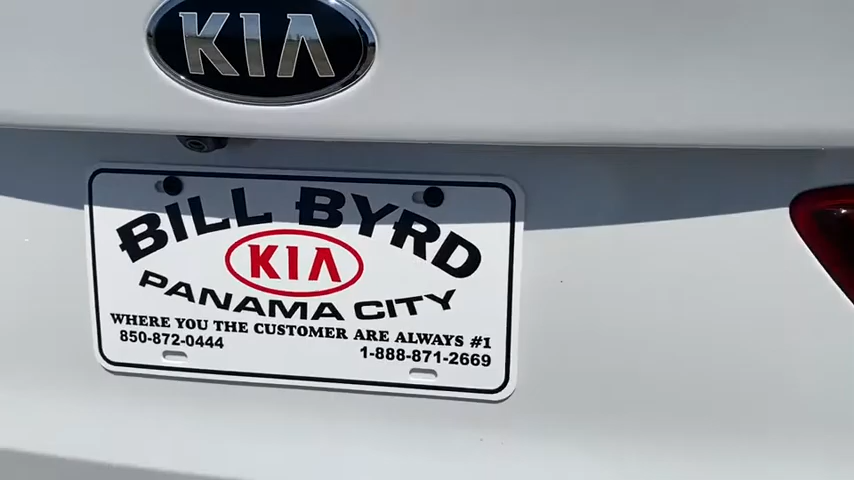 KIA
BILL BYRD
KIA
PANAMA CITY
WHERE YOU THE CUSTOMER ARE ALWAYS #1
850-872-0444 1-888-871-2669